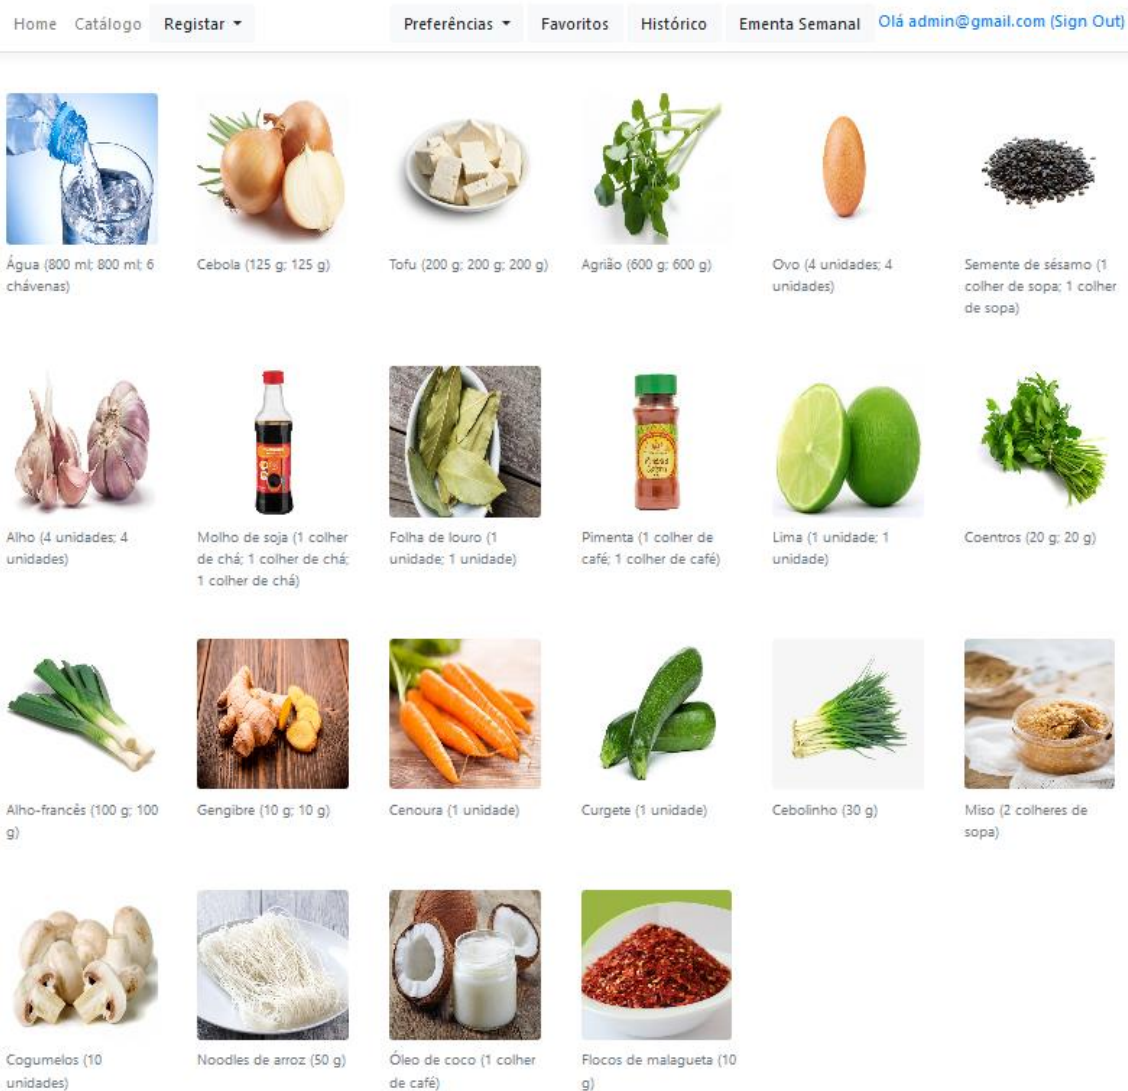 Home Catálogo Registar Preferências Favoritos Histórico Ementa Semanal Olá admin@gmail.com (Sign Out)
Água (800 ml; 800 ml; 6
chávenas)
Cebola (125 g; 125 g)
Tofu (200 g; 200 g; 200 g)
Agrião (600 g; 600 g)
Ovo (4 unidades; 4
unidades)
Semente de sésamo (1
colher de sopa; 1 colher
de sopa)
Alho (4 unidades; 4
unidades)
Molho de soja (1 colher
de chá; 1 colher de chá;
1 colher de chá)
Folha de louro (1
unidade; 1 unidade)
Pimenta (1 colher de
café; 1 colher de café)
Lima (1 unidade; 1
unidade)
Coentros (20 g; 20 g)
Alho-francês (100 g; 100
g)
Gengibre (10 g; 10 g)
Cenoura (1 unidade)
Curgete (1 unidade)
Cebolinho (30 g)
Miso (2 colheres de
sopa)
Cogumelos (10
unidades)
Noodles de arroz (50 g)
Óleo de coco (1 colher
de café)
Flocos de malagueta (10
g)